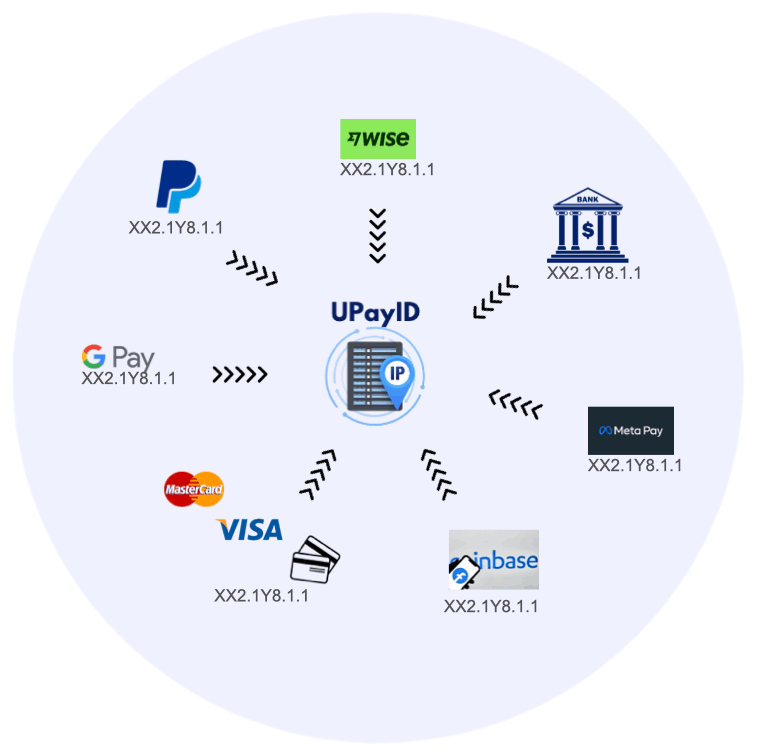 WISE
XX2.1Y8.1.1
P
XX2.1Y8.1.1
BANK
$
XX2.1Y8.1.1
UPayID
IP
G Pay
XX2.1Y8.1.1
Meta Pay
XX2.1Y8.1.1
MasterCard
VISA
XX2.1Y8.1.1
inbase
XX2.1Y8.1.1